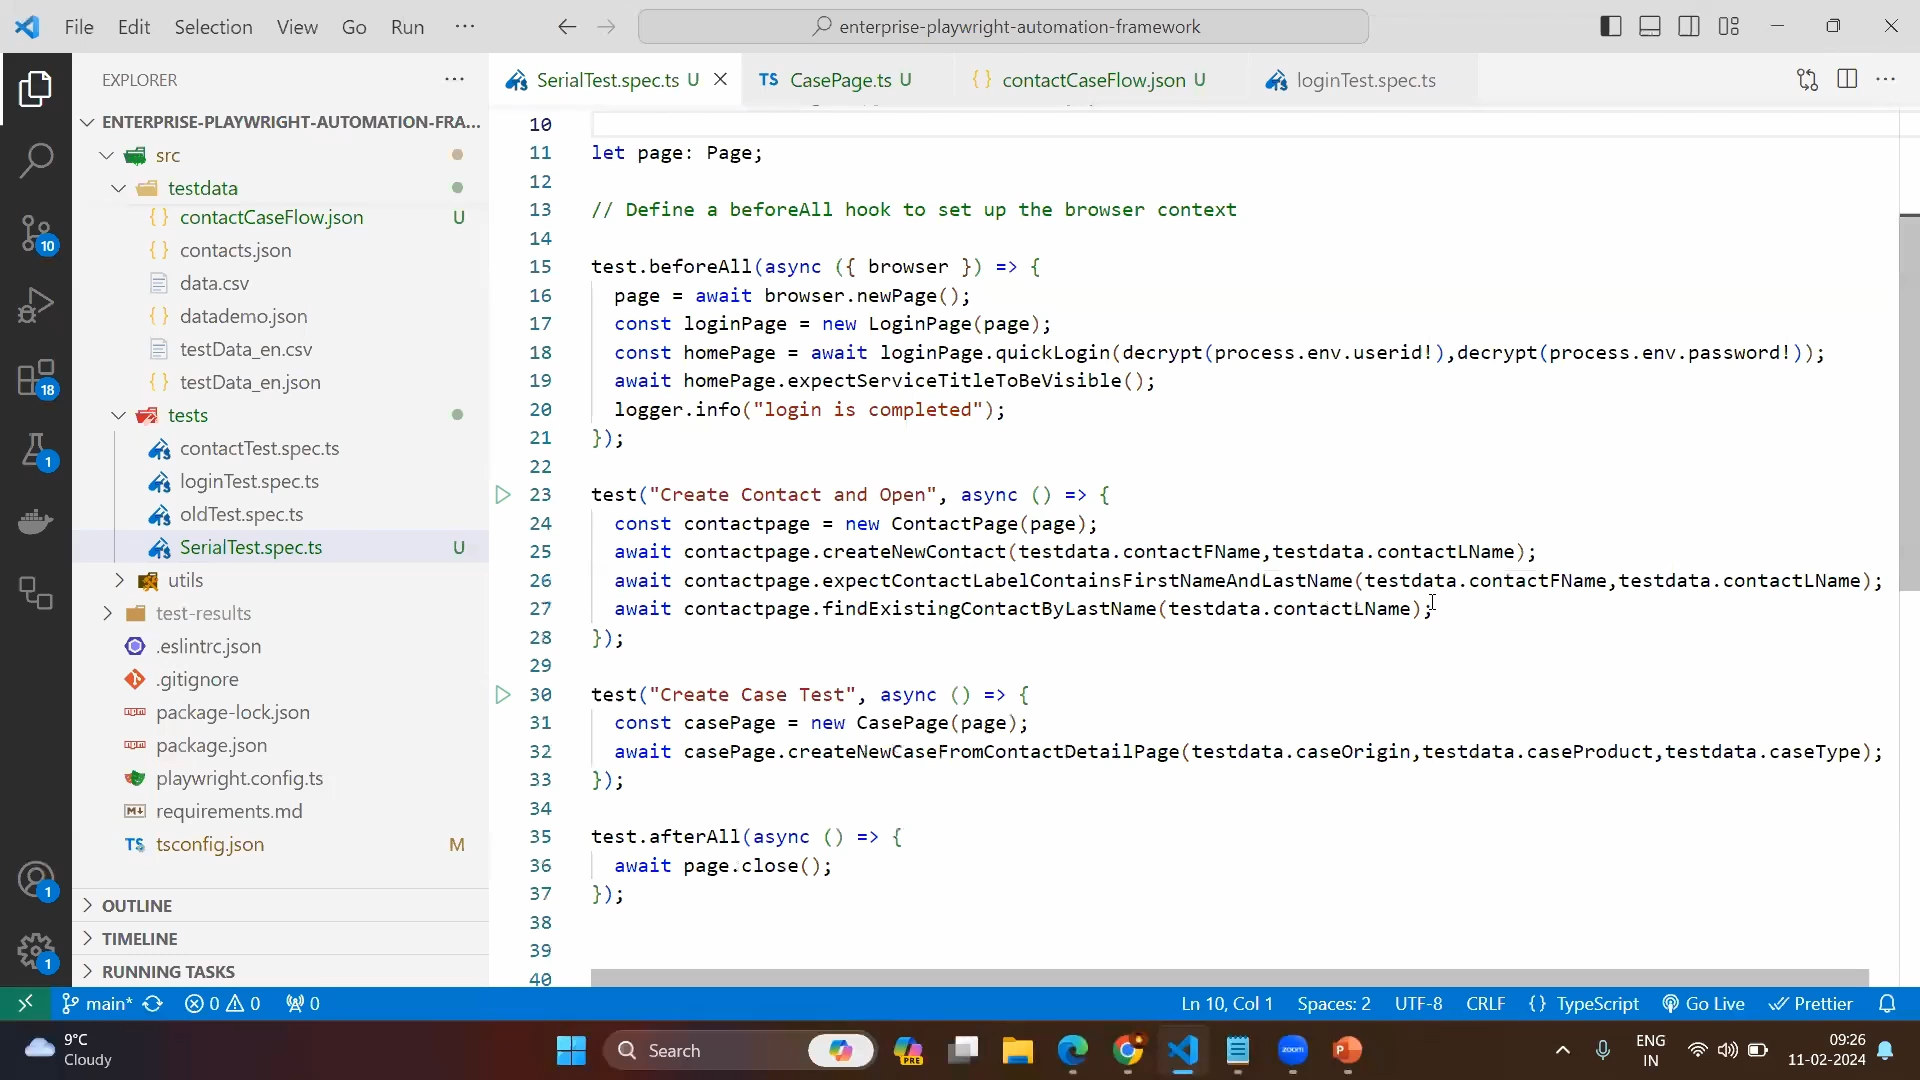 File Edit Selection View Go Run ···
enterprise-playwright-automation-framework
EXPLORER ···
SerialTest.spec.ts U
TS CasePage.ts U
{ } contactCaseFlow.json U
loginTest.spec.ts
ENTERPRISE-PLAYWRIGHT-AUTOMATION-FRA...
src
testdata
{ } contactCaseFlow.json U
{ } contacts.json
data.csv
{ } datademo.json
testData_en.csv
{ } testData_en.json
tests
contactTest.spec.ts
loginTest.spec.ts
oldTest.spec.ts
SerialTest.spec.ts U
utils
test-results
.eslintrc.json
.gitignore
npm package-lock.json
npm package.json
playwright.config.ts
requirements.md
TS tsconfig.json M
OUTLINE
TIMELINE
RUNNING TASKS
10
18
1
1
1
10
11 let page: Page;
12
13 // Define a beforeAll hook to set up the browser context
14
15 test.beforeAll(async ({ browser }) => {
16 page = await browser.newPage();
17 const loginPage = new LoginPage(page);
18 const homePage = await loginPage.quickLogin(decrypt(process.env.userid!),decrypt(process.env.password!));
19 await homePage.expectServiceTitleToBeVisible();
20 logger.info("login is completed");
21 });
22
23 test("Create Contact and Open", async () => {
24 const contactpage = new ContactPage(page);
25 await contactpage.createNewContact(testdata.contactFName,testdata.contactLName);
26 await contactpage.expectContactLabelContainsFirstNameAndLastName(testdata.contactFName,testdata.contactLName);
27 await contactpage.findExistingContactByLastName(testdata.contactLName);
28 });
29
30 test("Create Case Test", async () => {
31 const casePage = new CasePage(page);
32 await casePage.createNewCaseFromContactDetailPage(testdata.caseOrigin,testdata.caseProduct,testdata.caseType);
33 });
34
35 test.afterAll(async () => {
36 await page.close();
37 });
38
39
40
main* 0 0 0
Ln 10, Col 1 Spaces: 2 UTF-8 CRLF { } TypeScript Go Live Prettier
9°C
Cloudy
Search
PRE
zoom
ENG
IN
09:26
11-02-2024